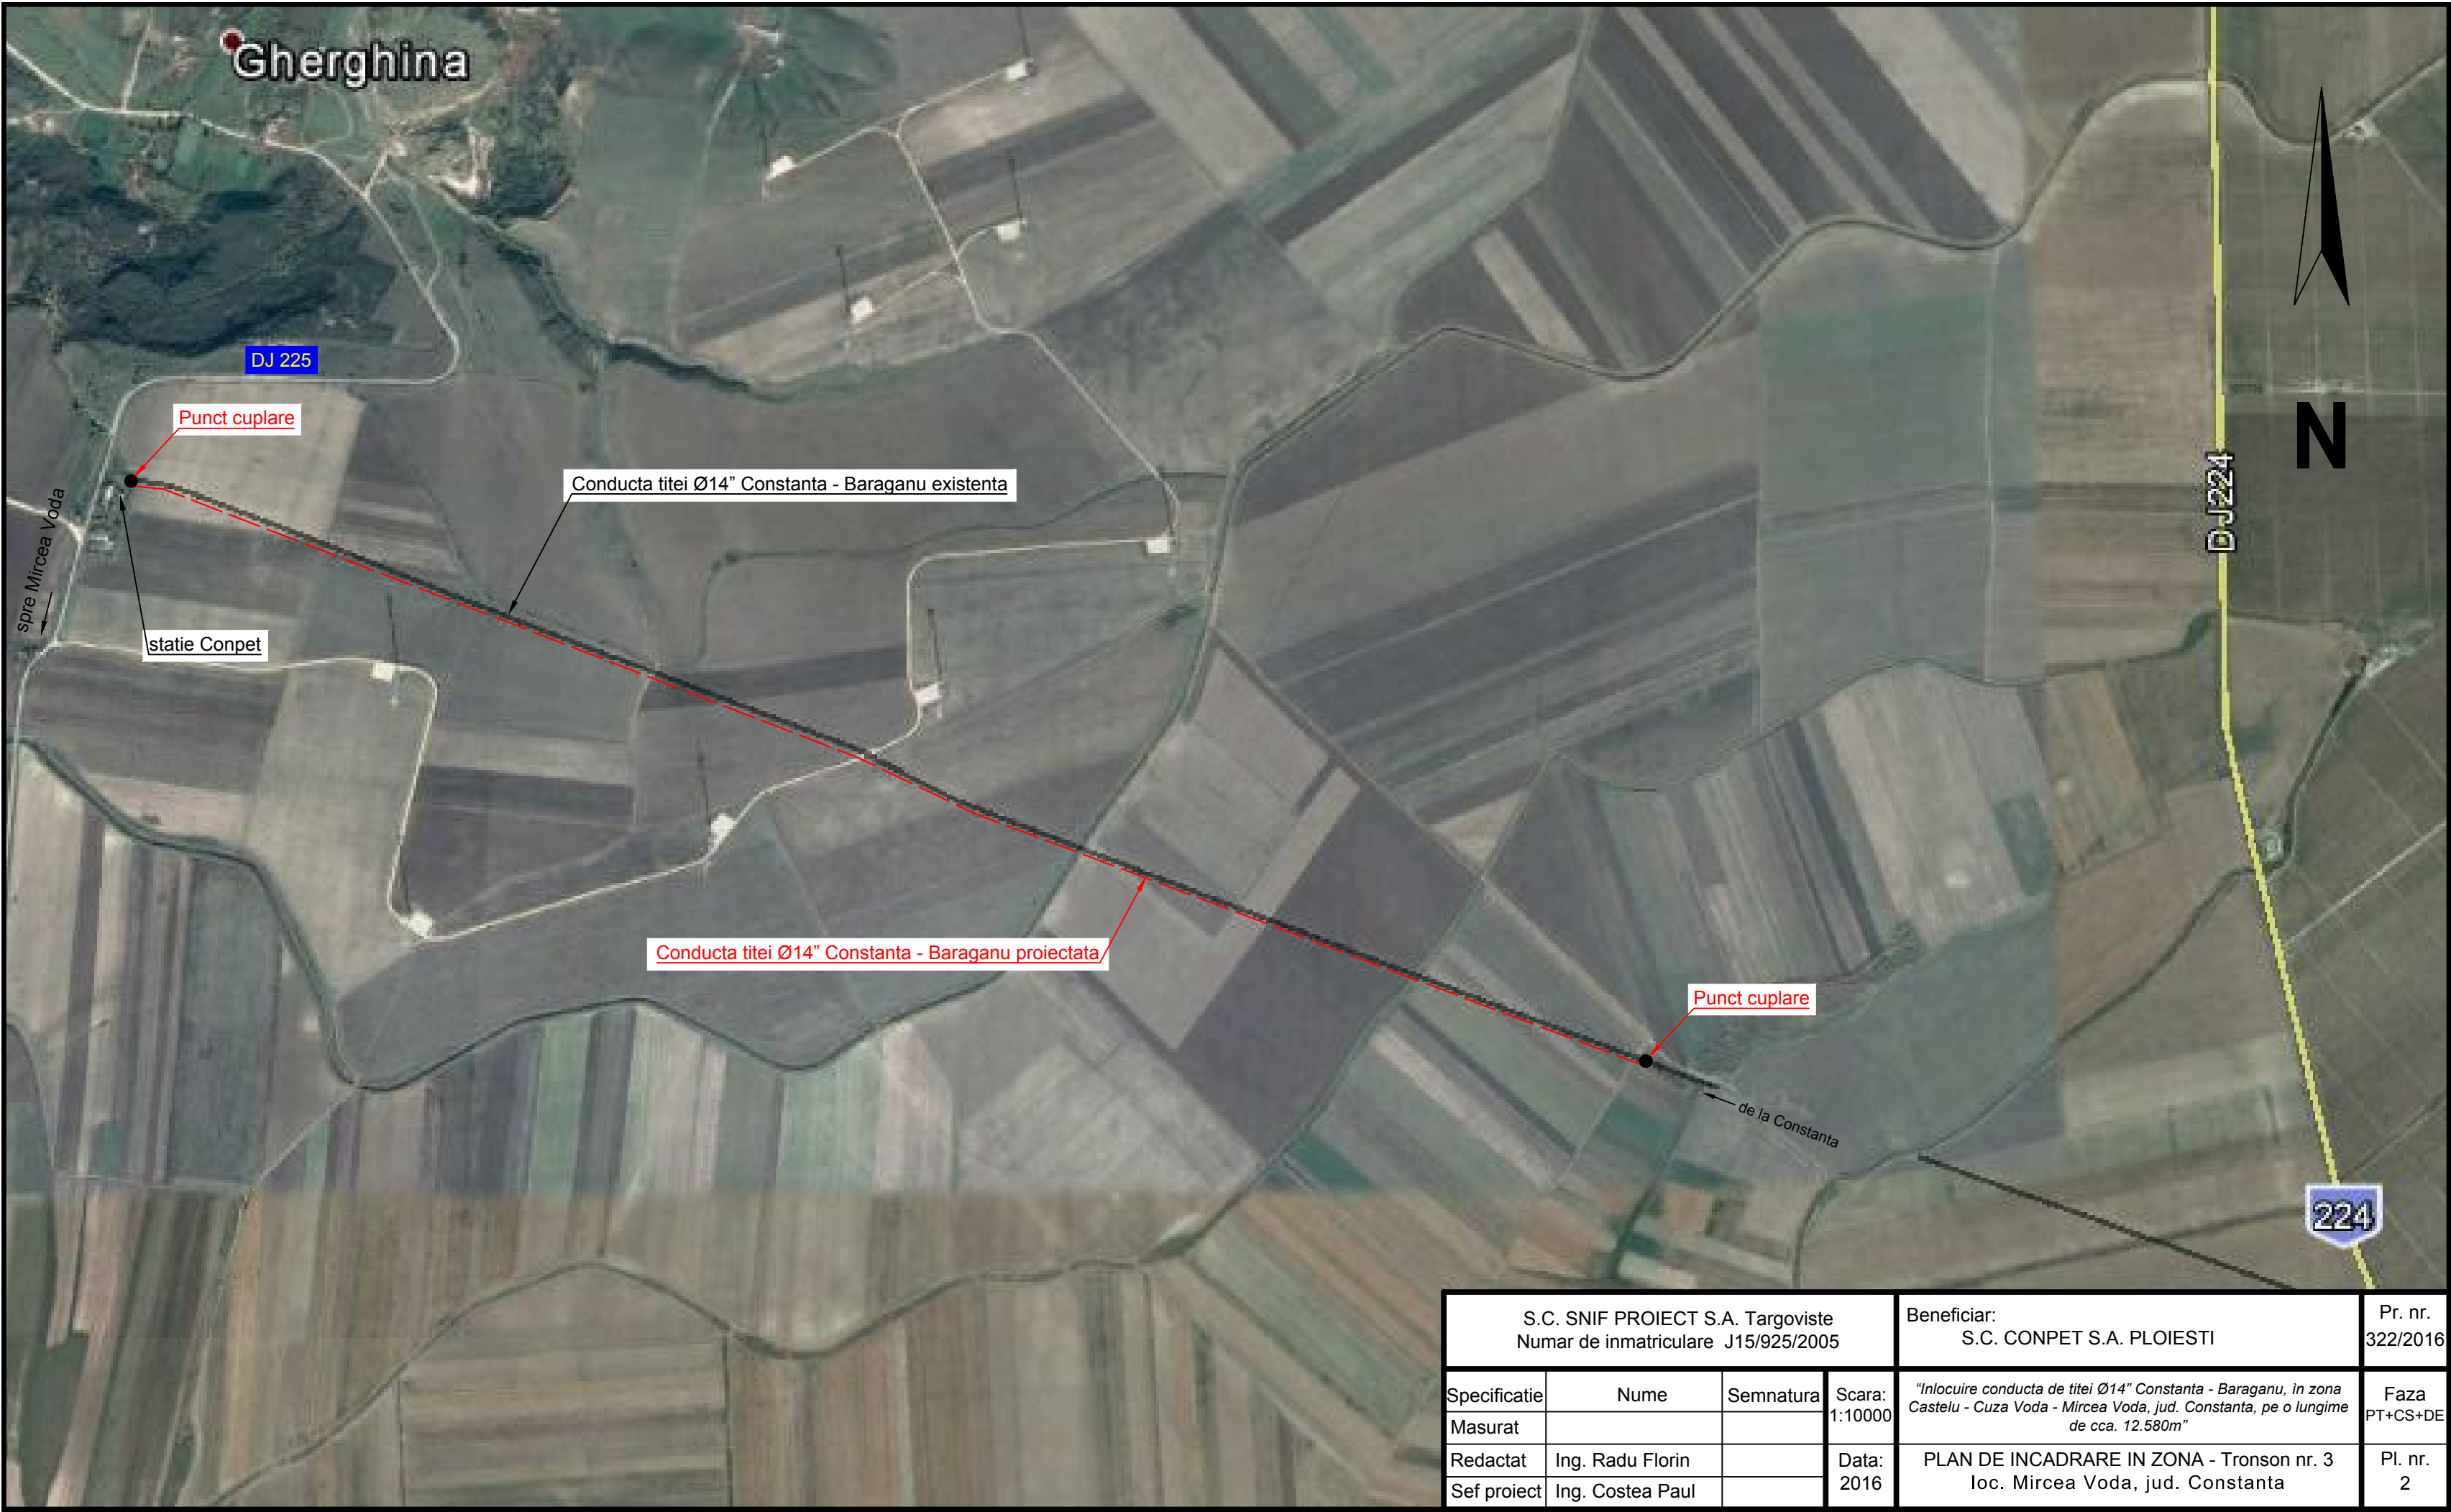 Gherghina
DJ 225
Punct cuplare
Conducta titei Ø14” Constanta - Baraganu existenta
spre Mircea Voda
statie Conpet
DJ224
N
Conducta titei Ø14” Constanta - Baraganu proiectata
Punct cuplare
de la Constanta
224
S.C. SNIF PROIECT S.A. Targoviste
Numar de inmatriculare J15/925/2005
Beneficiar:
S.C. CONPET S.A. PLOIESTI
Pr. nr.
322/2016
Specificatie
Nume
Semnatura
Scara:
1:10000
“Inlocuire conducta de titei Ø14” Constanta - Baraganu, in zona
Castelu - Cuza Voda - Mircea Voda, jud. Constanta, pe o lungime
de cca. 12.580m”
Faza
PT+CS+DE
Masurat
Redactat
Ing. Radu Florin
Data:
2016
PLAN DE INCADRARE IN ZONA - Tronson nr. 3
loc. Mircea Voda, jud. Constanta
Pl. nr.
2
Sef proiect
Ing. Costea Paul